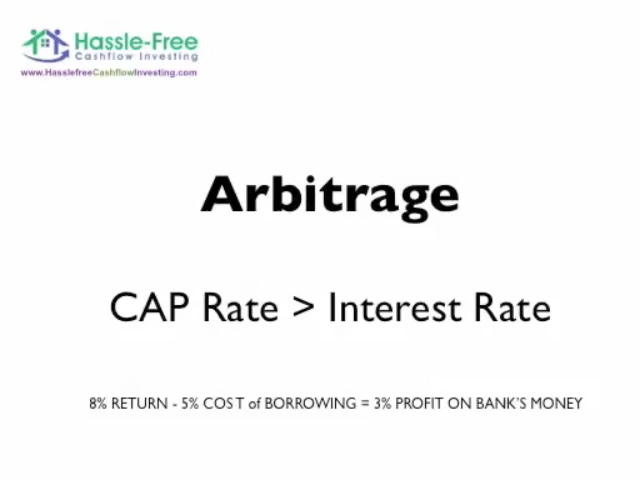 Hassle-Free
Cashflow Investing
www.HasslefreeCashflowInvesting.com
Arbitrage
CAP Rate > Interest Rate
8% RETURN - 5% COST of BORROWING = 3% PROFIT ON BANK'S MONEY